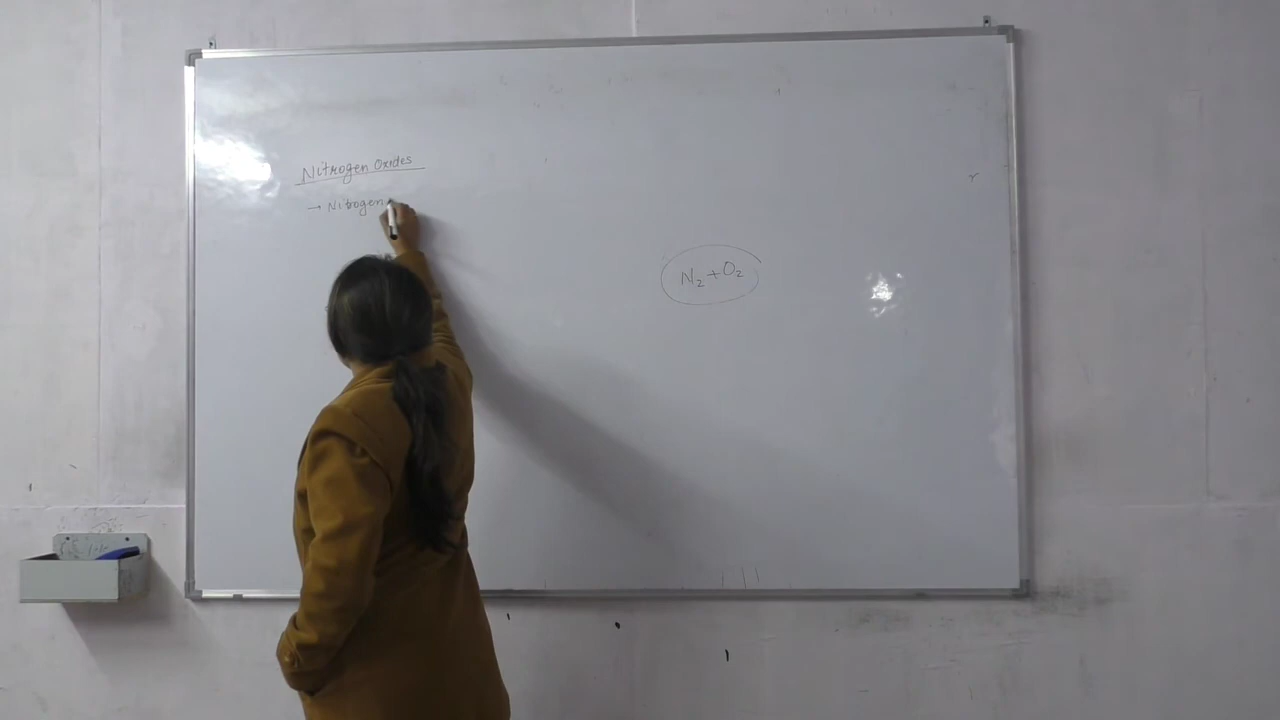 Nitrogen Oxides
→ Nitrogen
N₂+O₂